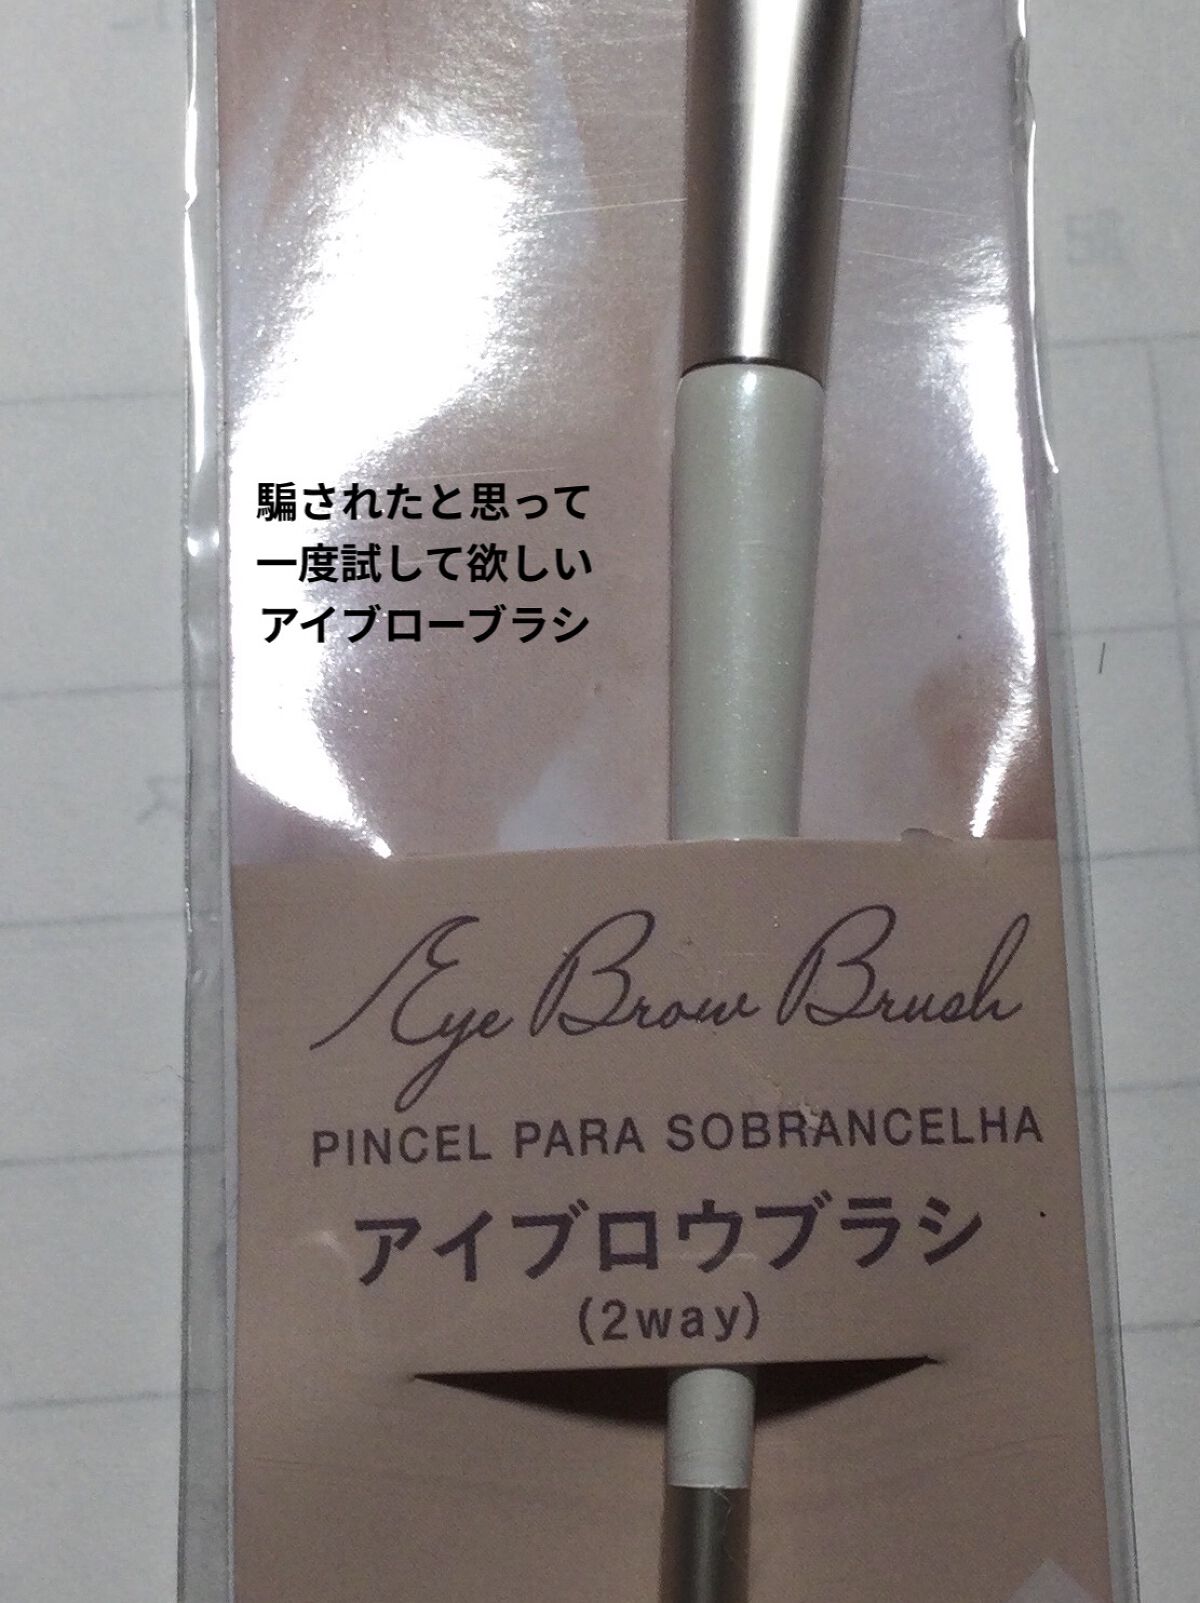 騙されたと思って
一度試して欲しい
アイブローブラシ
Eye Brow Brush
PINCEL PARA SOBRANCELHA
アイブロウブラシ
(2way)